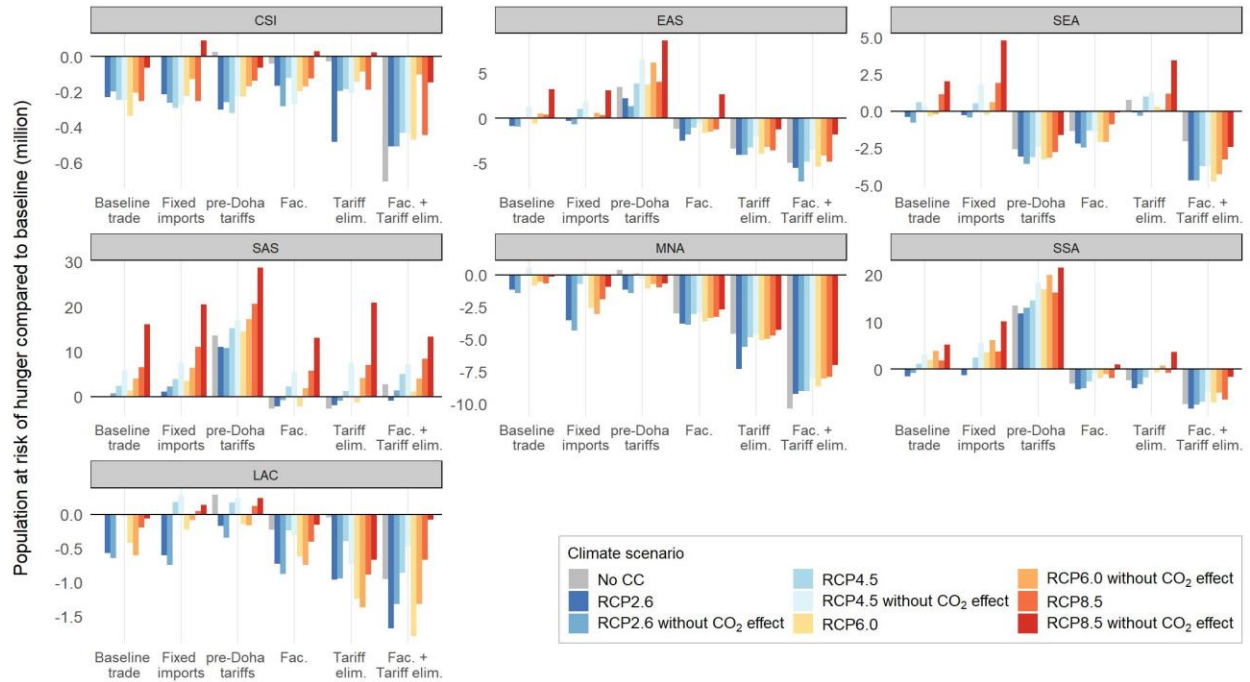 Population at risk of hunger compared to baseline (million)
CSI
0.0
-0.2
-0.4
-0.6
Baseline trade
Fixed imports
pre-Doha tariffs
Fac.
Tariff elim.
Fac. + Tariff elim.
EAS
5
0
-5
Baseline trade
Fixed imports
pre-Doha tariffs
Fac.
Tariff elim.
Fac. + Tariff elim.
SEA
5.0
2.5
0.0
-2.5
-5.0
Baseline trade
Fixed imports
pre-Doha tariffs
Fac.
Tariff elim.
Fac. + Tariff elim.
SAS
30
20
10
0
Baseline trade
Fixed imports
pre-Doha tariffs
Fac.
Tariff elim.
Fac. + Tariff elim.
MNA
0.0
-2.5
-5.0
-7.5
-10.0
Baseline trade
Fixed imports
pre-Doha tariffs
Fac.
Tariff elim.
Fac. + Tariff elim.
SSA
20
10
0
Baseline trade
Fixed imports
pre-Doha tariffs
Fac.
Tariff elim.
Fac. + Tariff elim.
LAC
0.0
-0.5
-1.0
-1.5
Baseline trade
Fixed imports
pre-Doha tariffs
Fac.
Tariff elim.
Fac. + Tariff elim.
Climate scenario
No CC
RCP2.6
RCP2.6 without CO₂ effect
RCP4.5
RCP4.5 without CO₂ effect
RCP6.0
RCP6.0 without CO₂ effect
RCP8.5
RCP8.5 without CO₂ effect